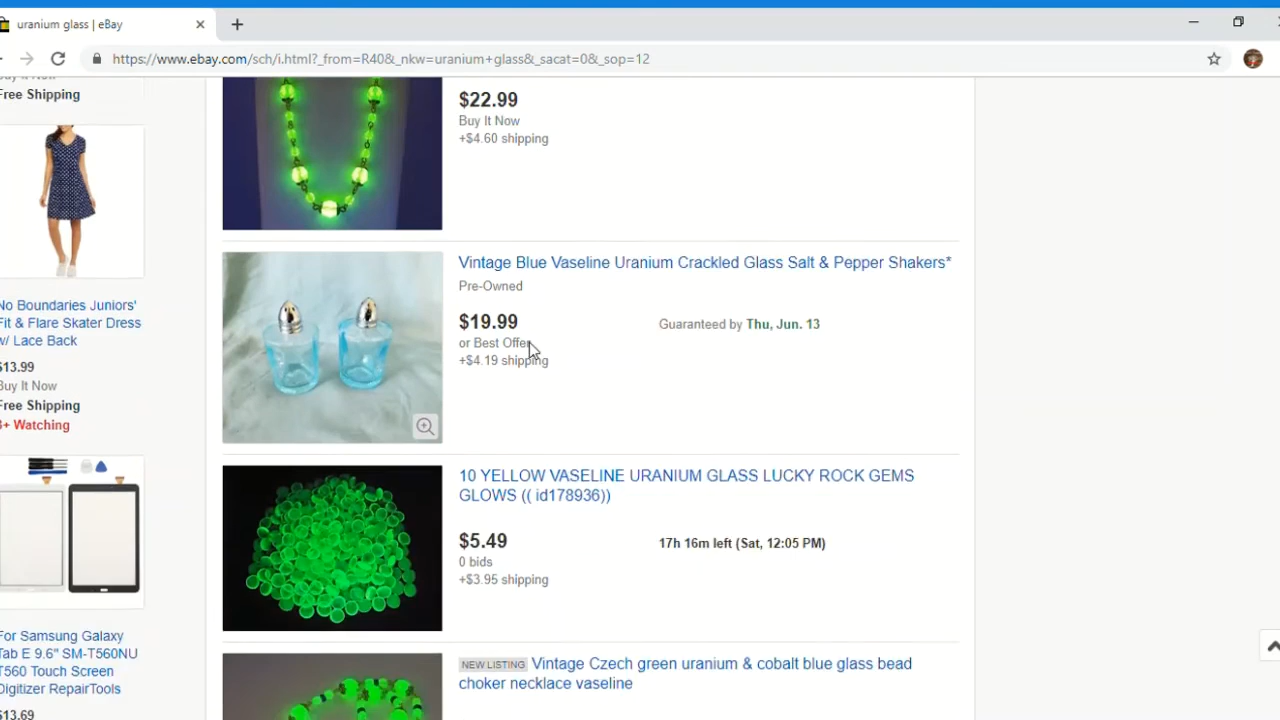 uranium glass | eBay
https://www.ebay.com/sch/i.html?_from=R40&_nkw=uranium+glass&_sacat=0&_sop=12
Free Shipping
No Boundaries Juniors'
Fit & Flare Skater Dress
w/ Lace Back
$13.99
Buy It Now
Free Shipping
3+ Watching
For Samsung Galaxy
Tab E 9.6" SM-T560NU
T560 Touch Screen
Digitizer RepairTools
$13.69
$22.99
Buy It Now
+$4.60 shipping
Vintage Blue Vaseline Uranium Crackled Glass Salt & Pepper Shakers*
Pre-Owned
$19.99
Guaranteed by Thu, Jun. 13
or Best Offer
+$4.19 shipping
10 YELLOW VASELINE URANIUM GLASS LUCKY ROCK GEMS
GLOWS (( id178936))
$5.49
17h 16m left (Sat, 12:05 PM)
0 bids
+$3.95 shipping
NEW LISTING Vintage Czech green uranium & cobalt blue glass bead
choker necklace vaseline